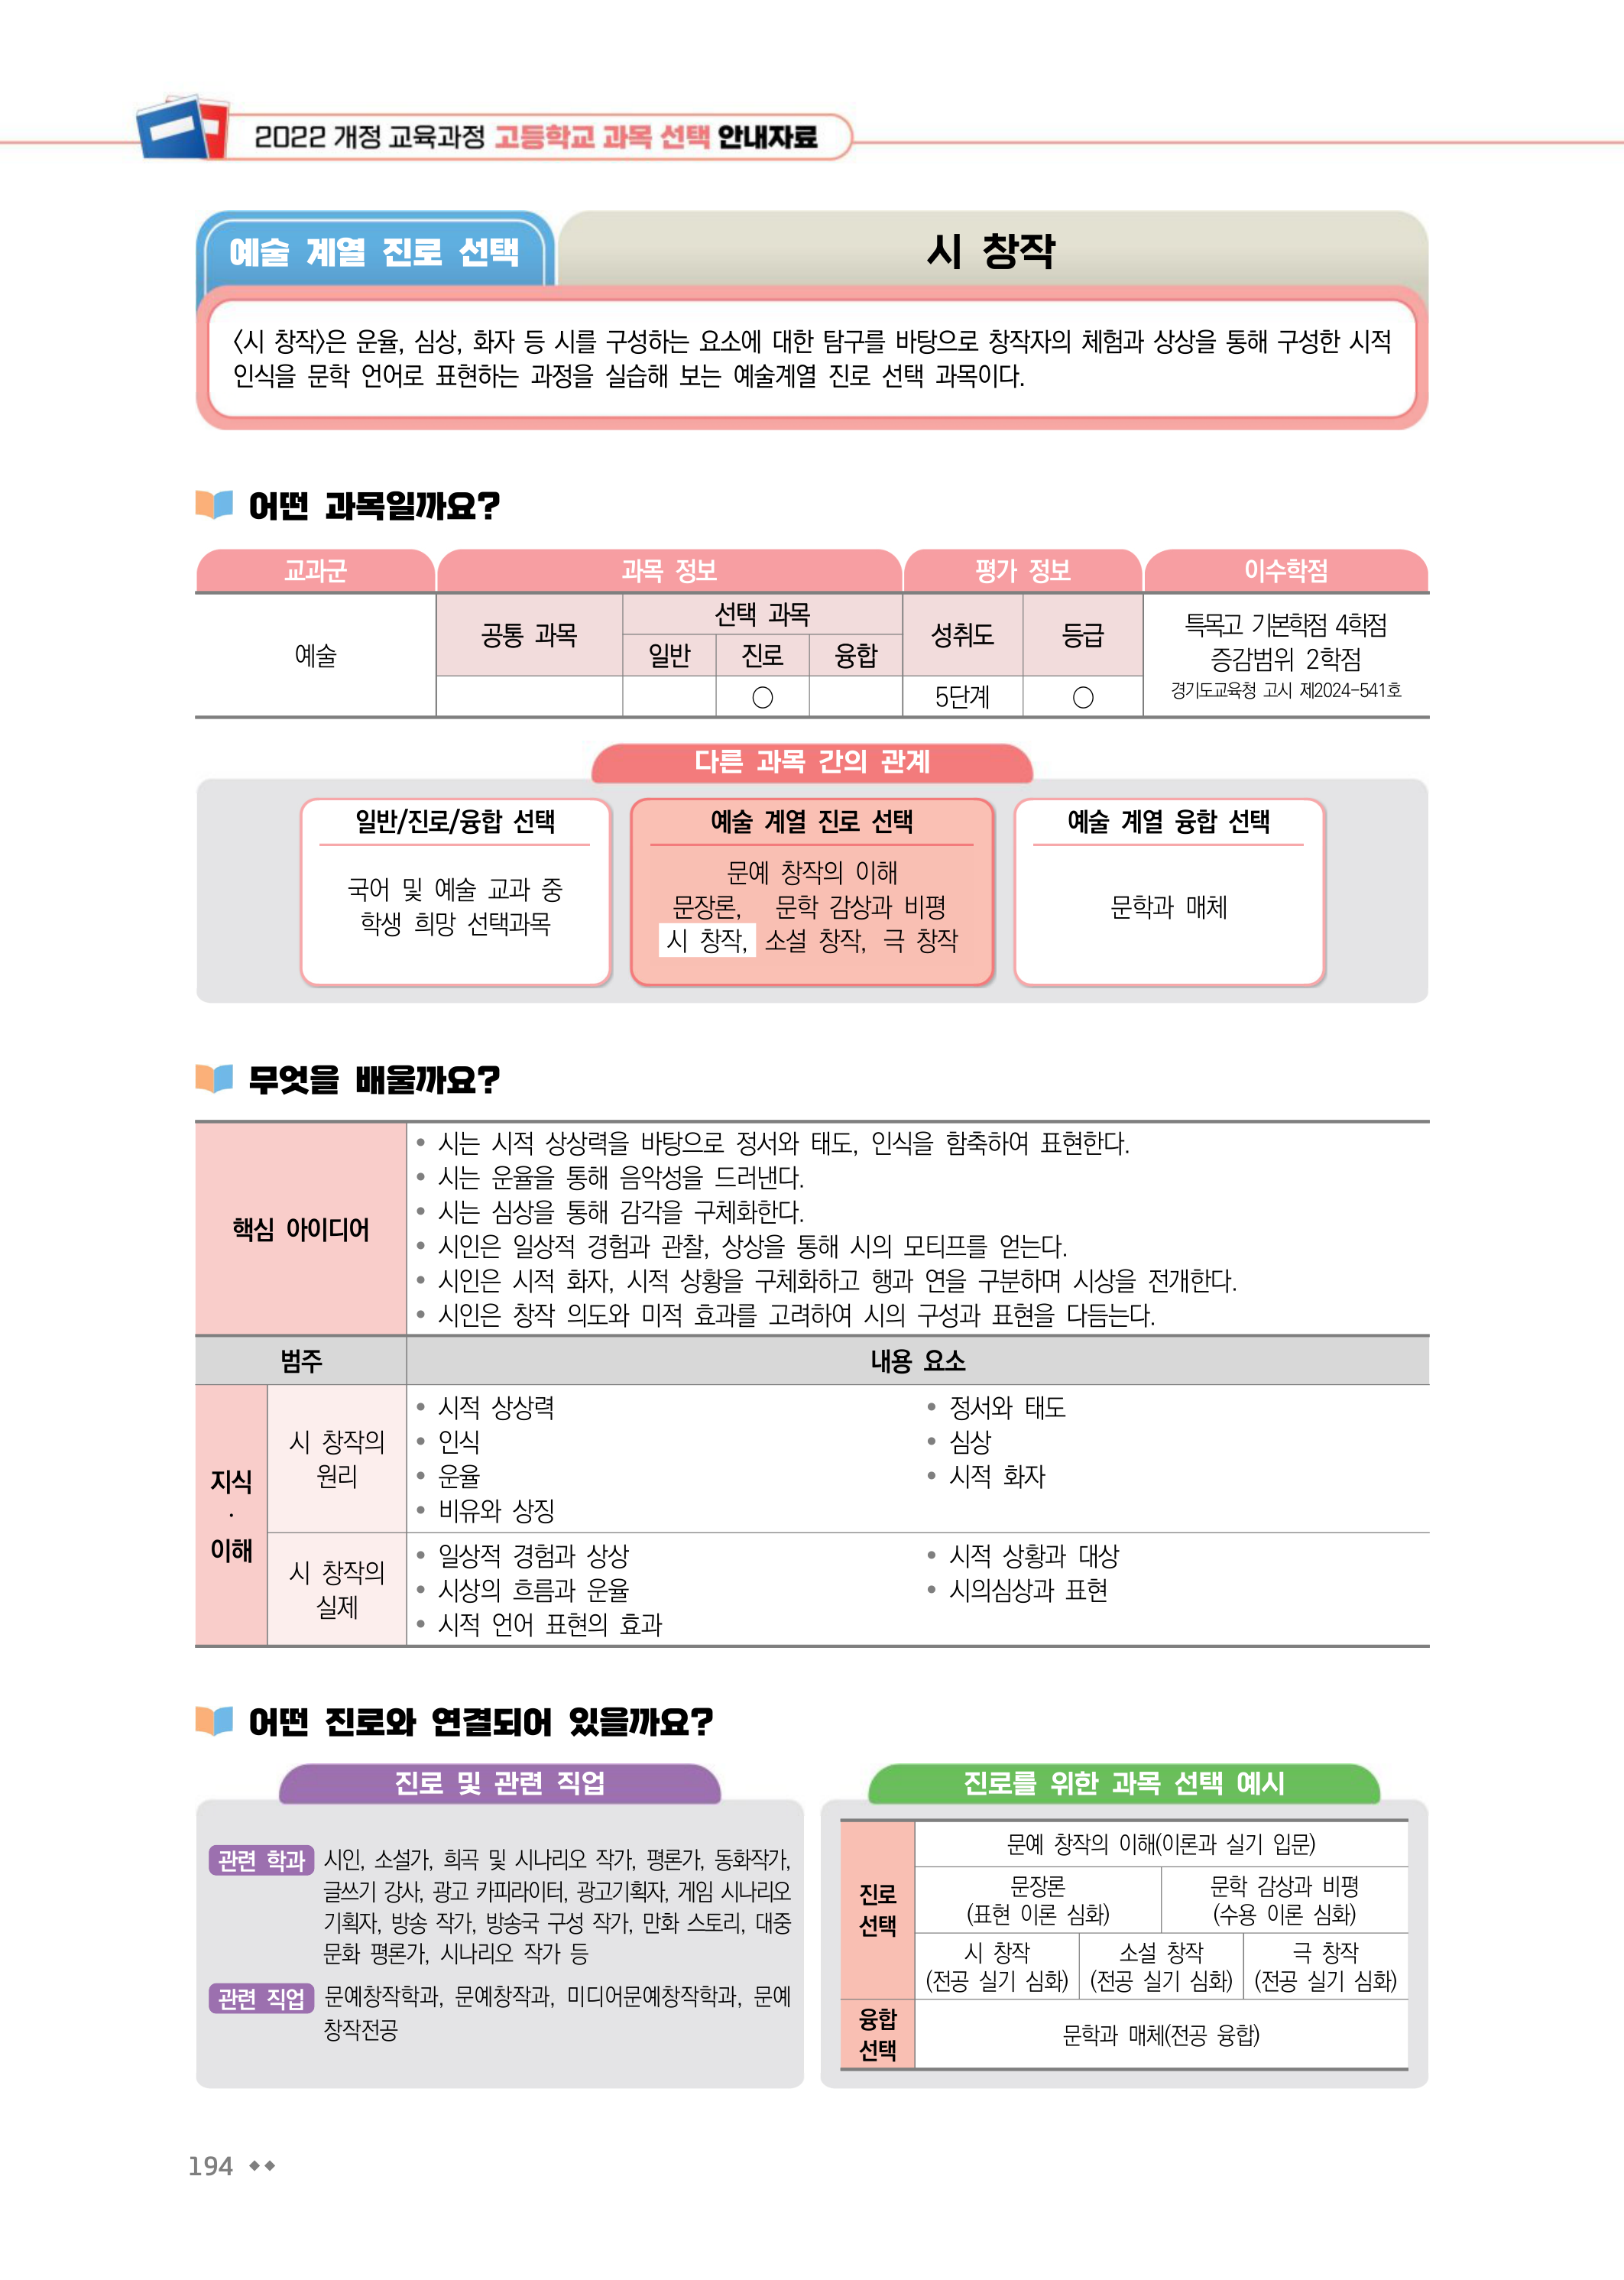 2022 개정 교육과정 고등학교 과목 선택 안내자료
예술 계열 진로 선택
시 창작
〈시 창작〉은 운율, 심상, 화자 등 시를 구성하는 요소에 대한 탐구를 바탕으로 창작자의 체험과 상상을 통해 구성한 시적
인식을 문학 언어로 표현하는 과정을 실습해 보는 예술계열 진로 선택 과목이다.
어떤 과목일까요?
교과군
과목 정보
평가 정보
이수학점
예술
공통 과목
선택 과목
일반
진로
융합
성취도
등급
○
5단계
○
특목고 기본학점 4학점
증감범위 2학점
경기도교육청 고시 제2024-541호
다른 과목 간의 관계
일반/진로/융합 선택
국어 및 예술 교과 중
학생 희망 선택과목
예술 계열 진로 선택
문예 창작의 이해
문장론, 문학 감상과 비평
시 창작, 소설 창작, 극 창작
예술 계열 융합 선택
문학과 매체
무엇을 배울까요?
핵심 아이디어
• 시는 시적 상상력을 바탕으로 정서와 태도, 인식을 함축하여 표현한다.
• 시는 운율을 통해 음악성을 드러낸다.
• 시는 심상을 통해 감각을 구체화한다.
• 시인은 일상적 경험과 관찰, 상상을 통해 시의 모티프를 얻는다.
• 시인은 시적 화자, 시적 상황을 구체화하고 행과 연을 구분하며 시상을 전개한다.
• 시인은 창작 의도와 미적 효과를 고려하여 시의 구성과 표현을 다듬는다.
범주
내용 요소
지식
·
이해
시 창작의
원리
• 시적 상상력
• 인식
• 운율
• 비유와 상징
• 정서와 태도
• 심상
• 시적 화자
시 창작의
실제
• 일상적 경험과 상상
• 시상의 흐름과 운율
• 시적 언어 표현의 효과
• 시적 상황과 대상
• 시의심상과 표현
어떤 진로와 연결되어 있을까요?
진로 및 관련 직업
관련 학과 시인, 소설가, 희곡 및 시나리오 작가, 평론가, 동화작가,
글쓰기 강사, 광고 카피라이터, 광고기획자, 게임 시나리오
기획자, 방송 작가, 방송국 구성 작가, 만화 스토리, 대중
문화 평론가, 시나리오 작가 등
관련 직업 문예창작학과, 문예창작과, 미디어문예창작학과, 문예
창작전공
진로를 위한 과목 선택 예시
진로
선택
문예 창작의 이해(이론과 실기 입문)
문장론
(표현 이론 심화)
문학 감상과 비평
(수용 이론 심화)
시 창작
(전공 실기 심화)
소설 창작
(전공 실기 심화)
극 창작
(전공 실기 심화)
융합
선택
문학과 매체(전공 융합)
194